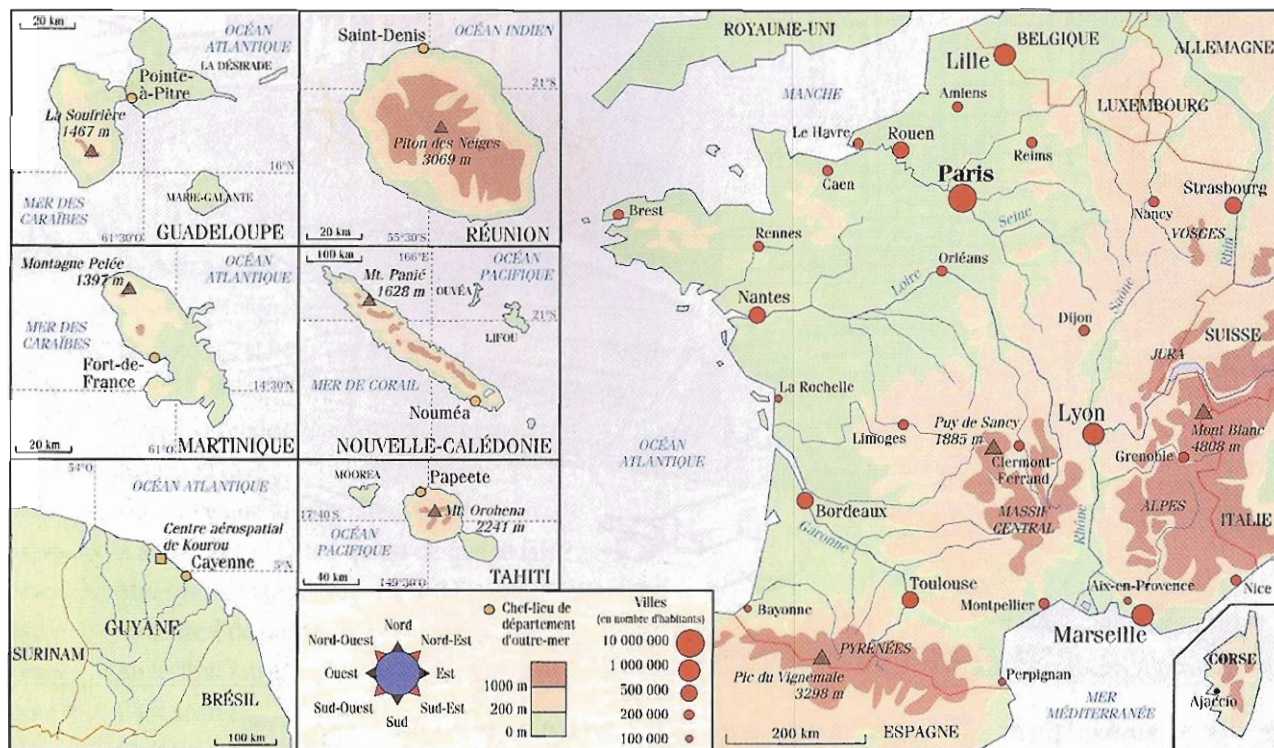 20 km
OCÉAN
ATLANTIQUE
LA DÉSIRADE
Pointe-
à-Pitre
La Soufrière
1467 m
16°N
MARIE-GALANTE
MER DES
CARAÏBES
61°30'O
GUADELOUPE
Saint-Denis
OCÉAN INDIEN
21°S
Piton des Neiges
3069 m
20 km
55°30'S
RÉUNION
Montagne Pelée
1397 m
OCÉAN
ATLANTIQUE
MER DES
CARAÏBES
Fort-de-
France
14°30'N
20 km
61°O
MARTINIQUE
100 km
166°E
OCÉAN
PACIFIQUE
Mt. Panié
1628 m
OUVÉA
21°S
LIFOU
MER DE CORAIL
Nouméa
NOUVELLE-CALÉDONIE
54°O
OCÉAN ATLANTIQUE
Centre aérospatial
de Kourou
Cayenne
5°N
GUYANE
SURINAM
BRÉSIL
100 km
MOOREA
Papeete
17°40'S
Mt. Orohena
2241 m
OCÉAN
PACIFIQUE
40 km
149°30'O
TAHITI
Nord
Nord-Ouest
Nord-Est
Ouest
Est
Sud-Ouest
Sud-Est
Sud
Chef-lieu de
département
d'outre-mer
1000 m
200 m
0 m
Villes
(en nombre d'habitants)
10 000 000
1 000 000
500 000
200 000
100 000
ROYAUME-UNI
BELGIQUE
ALLEMAGNE
Lille
MANCHE
Amiens
LUXEMBOURG
Le Havre
Rouen
Reims
Caen
Paris
Strasbourg
Brest
Nancy
Seine
VOSGES
Rennes
Rhin
Orléans
Loire
Saône
Nantes
Dijon
SUISSE
JURA
La Rochelle
Lyon
Puy de Sancy
1885 m
Mont Blanc
4808 m
Limoges
Clermont-
Ferrand
Grenoble
OCÉAN
ATLANTIQUE
Bordeaux
MASSIF
CENTRAL
ALPES
ITALIE
Garonne
Rhône
Toulouse
Aix-en-Provence
Nice
Bayonne
Montpellier
Marseille
PYRÉNÉES
CORSE
Pic du Vignemale
3298 m
Perpignan
Ajaccio
MER
MÉDITERRANÉE
200 km
ESPAGNE